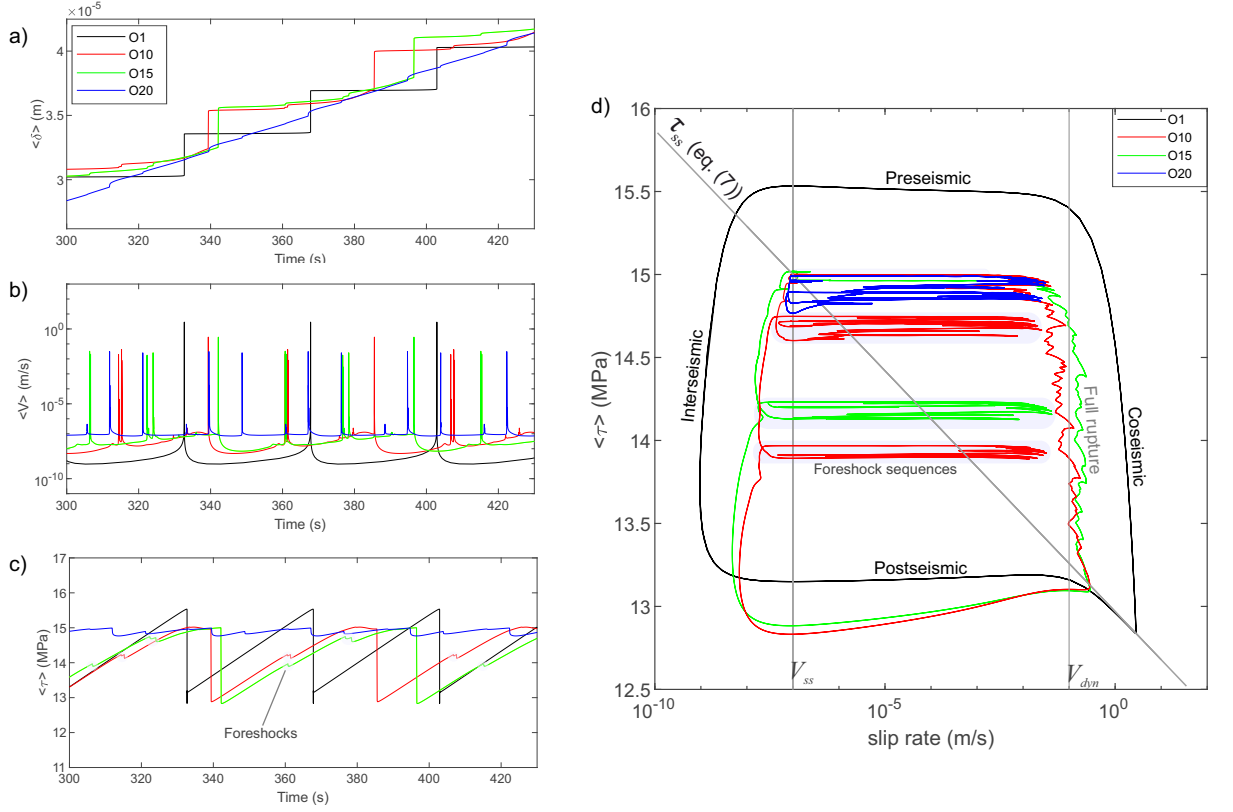 a)
×10⁻⁵
O1
O10
O15
O20
4
3.5
3
<δ> (m)
300 320 340 360 380 400 420
Time (s)
b)
10⁰
10⁻⁵
10⁻¹⁰
<V> (m/s)
300 320 340 360 380 400 420
Time (s)
c)
17
16
15
14
13
12
11
<τ> (MPa)
Foreshocks
300 320 340 360 380 400 420
Time (s)
d)
16
15.5
15
14.5
14
13.5
13
12.5
<τ> (MPa)
O1
O10
O15
O20
τss (eq. (7))
Preseismic
Interseismic
Coseismic
Full rupture
Foreshock sequences
Postseismic
Vss
Vdyn
10⁻¹⁰ 10⁻⁵ 10⁰
slip rate (m/s)